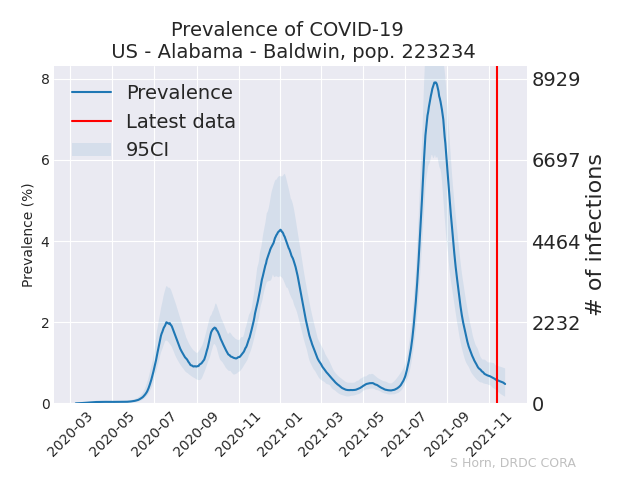 Prevalence of COVID-19
US - Alabama - Baldwin, pop. 223234
Prevalence
Latest data
95CI
Prevalence (%)
8
6
4
2
0
8929
6697
4464
2232
0
# of infections
2020-03
2020-05
2020-07
2020-09
2020-11
2021-01
2021-03
2021-05
2021-07
2021-09
2021-11
S Horn, DRDC CORA